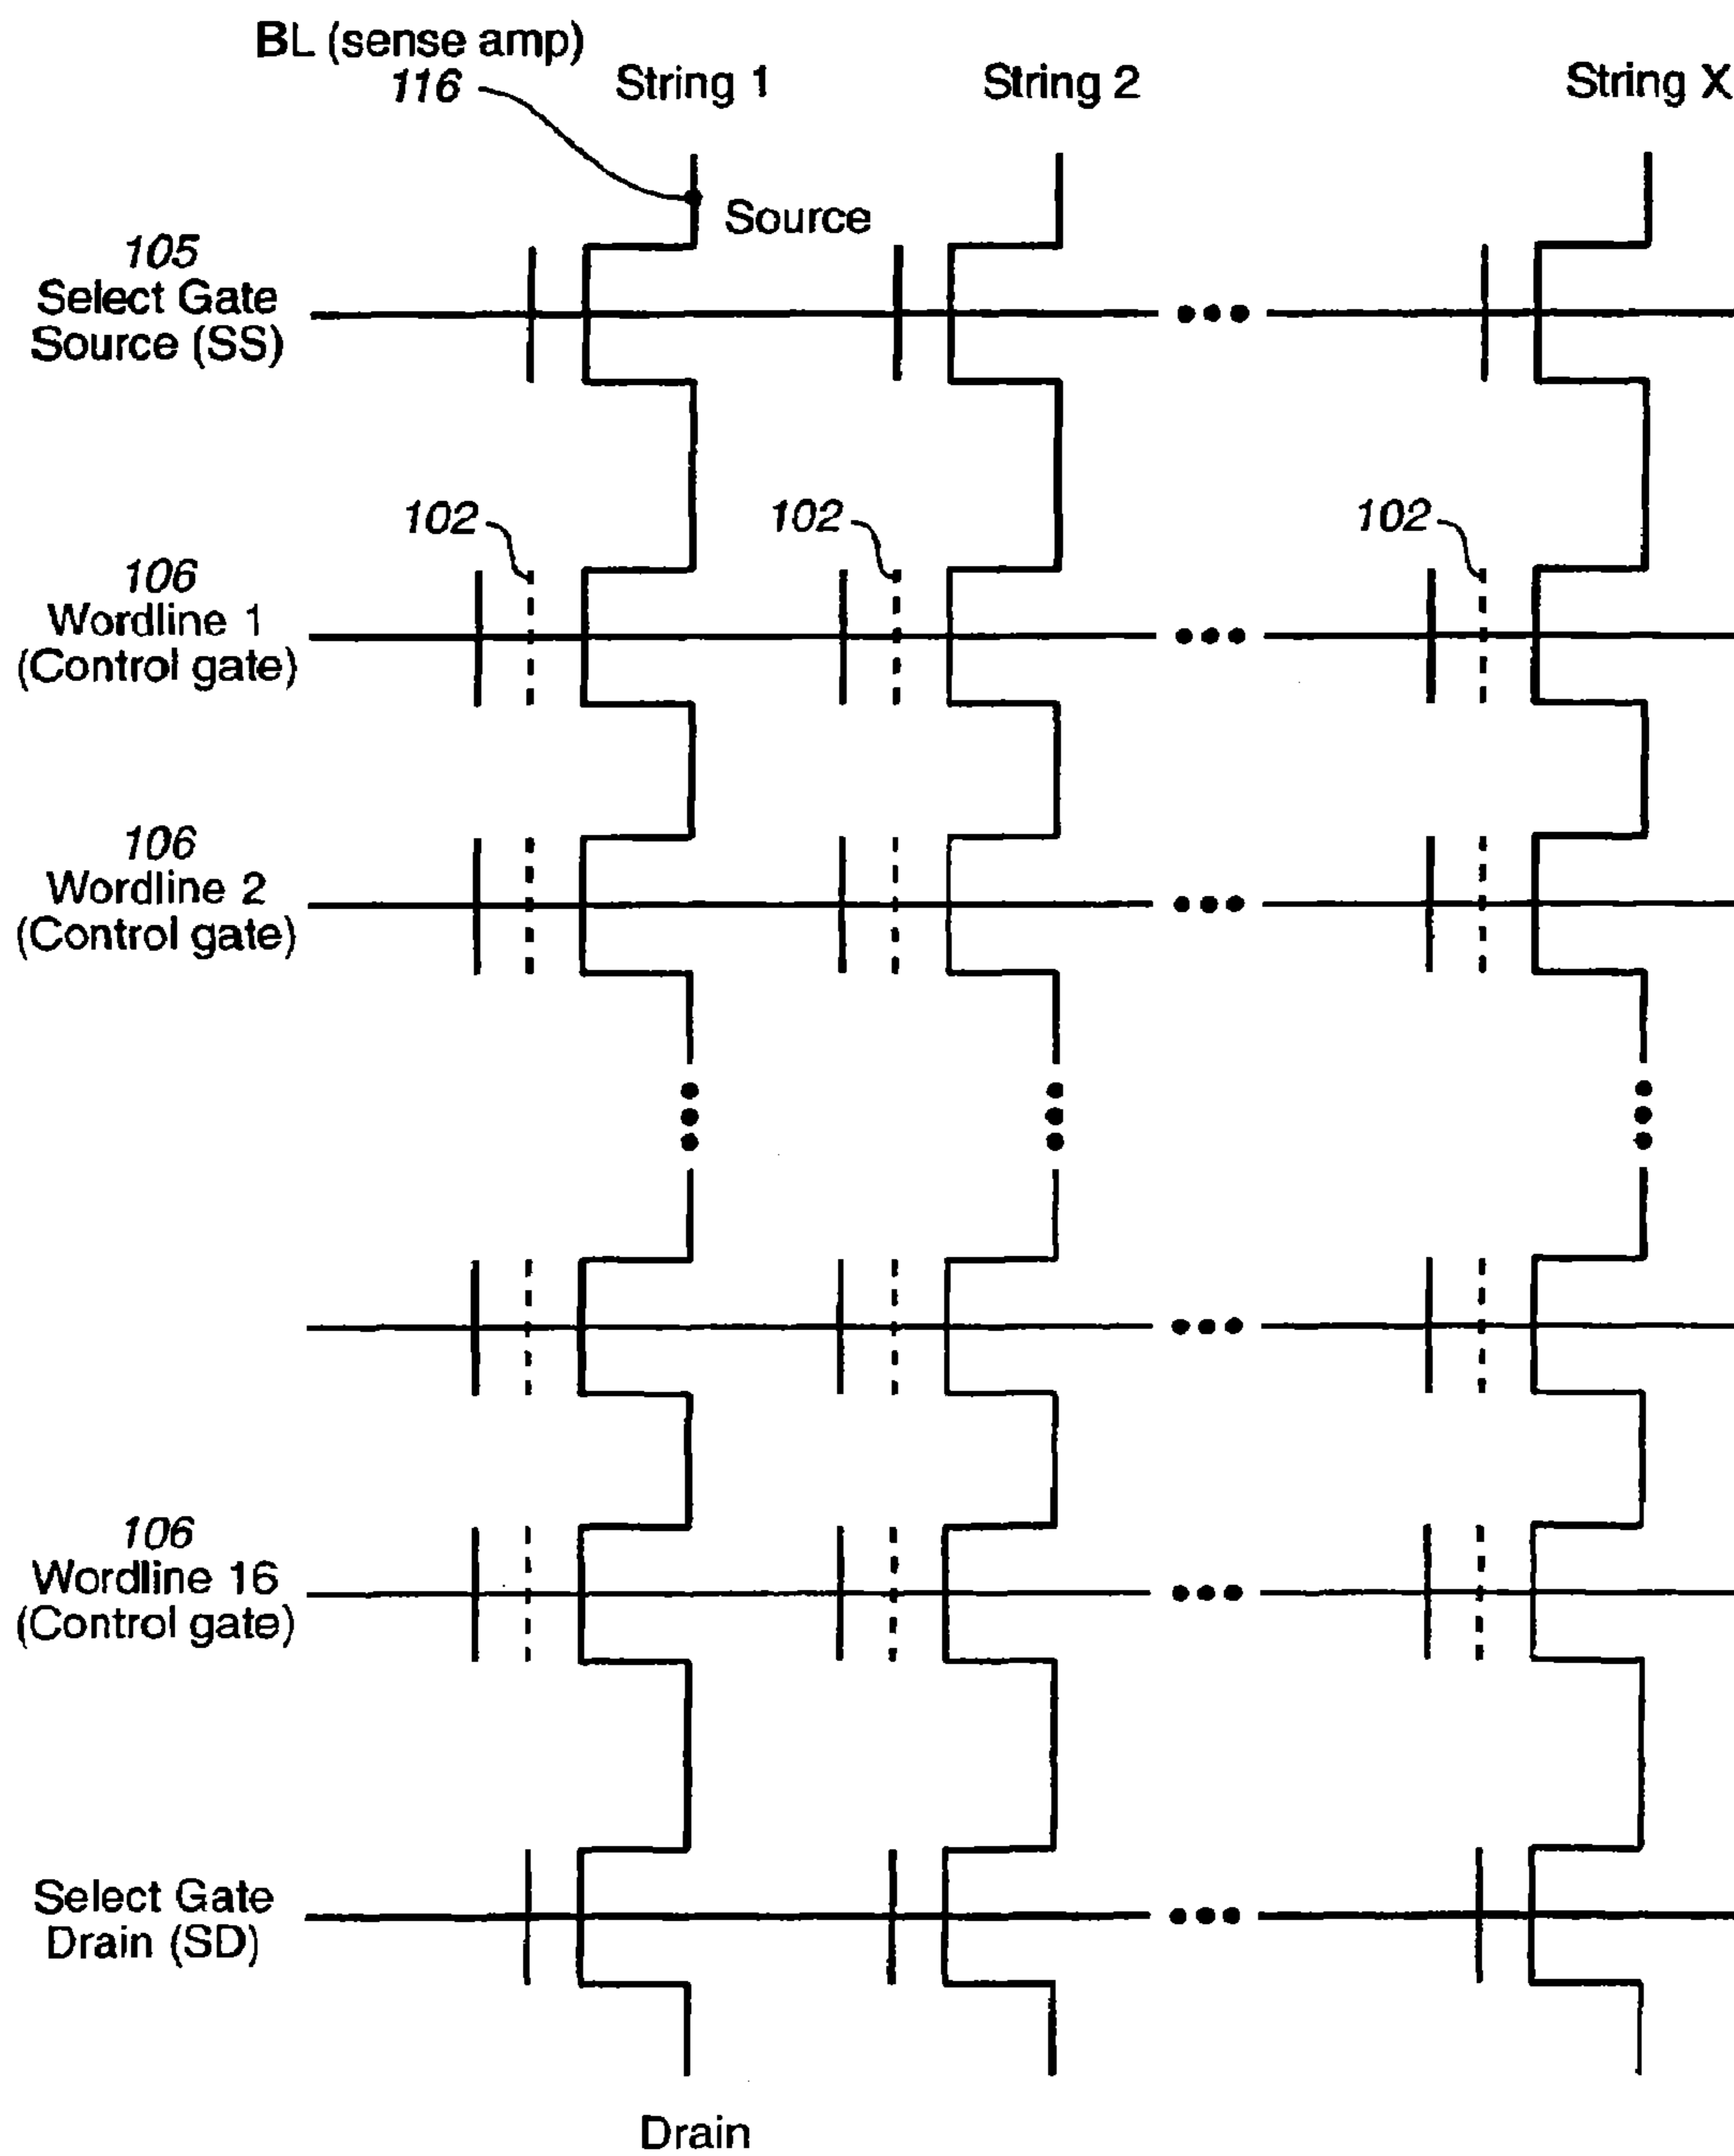 BL (sense amp)
116
String 1
String 2
String X
Source
105
Select Gate
Source (SS)
102
102
102
106
Wordline 1
(Control gate)
106
Wordline 2
(Control gate)
106
Wordline 16
(Control gate)
Select Gate
Drain (SD)
Drain